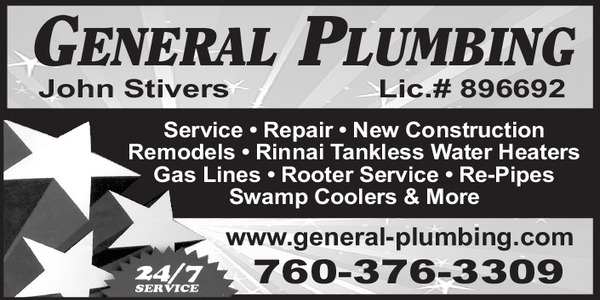 GENERAL PLUMBING
John Stivers Lic.# 896692
Service • Repair • New Construction
Remodels • Rinnai Tankless Water Heaters
Gas Lines • Rooter Service • Re-Pipes
Swamp Coolers & More
www.general-plumbing.com
24/7
SERVICE
760-376-3309